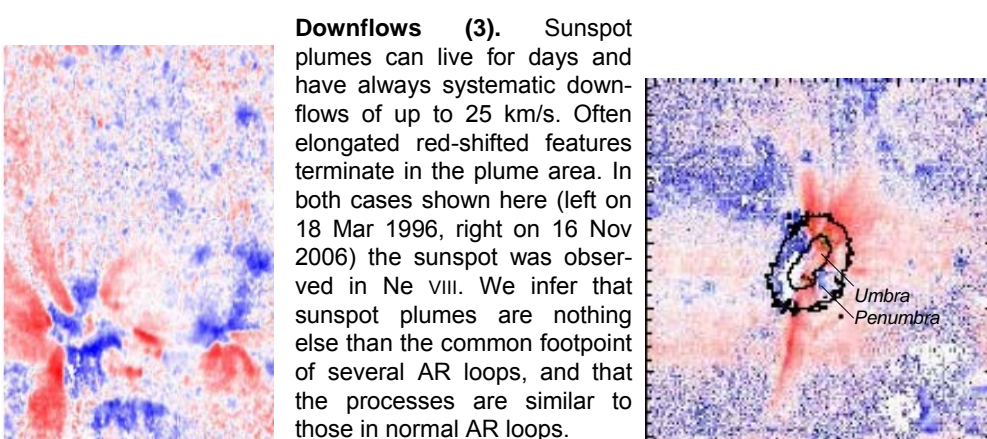 Downflows (3). Sunspot
plumes can live for days and
have always systematic down-
flows of up to 25 km/s. Often
elongated red-shifted features
terminate in the plume area. In
both cases shown here (left on
18 Mar 1996, right on 16 Nov
2006) the sunspot was obser-
ved in Ne VIII. We infer that
sunspot plumes are nothing
else than the common footpoint
of several AR loops, and that
the processes are similar to
those in normal AR loops.
Umbra
Penumbra